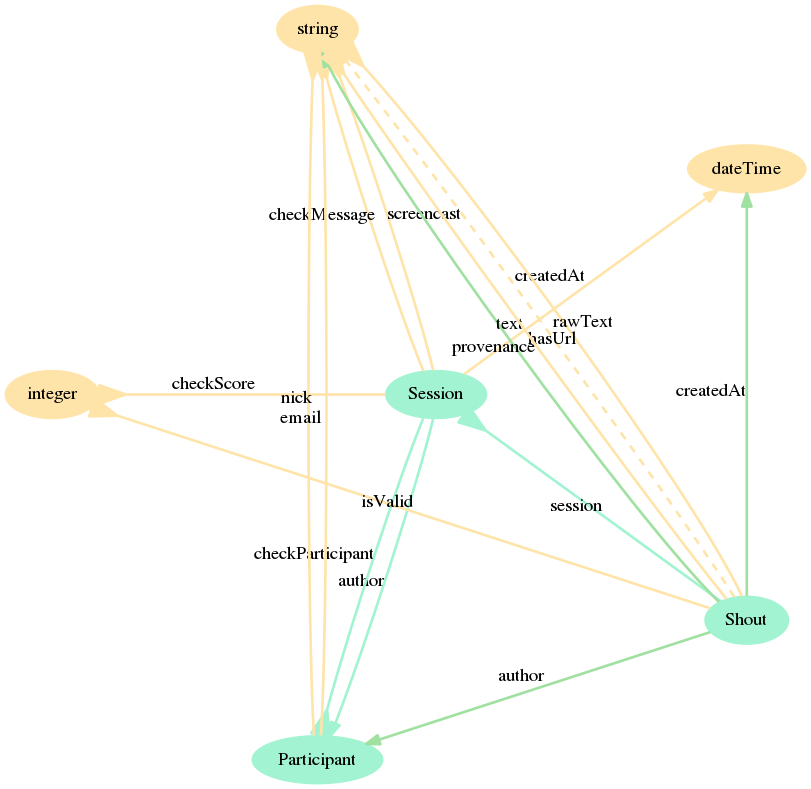 string
dateTime
checkMessage
screencast
createdAt
text
rawText
hasUrl
provenance
checkScore
integer
Session
createdAt
nick
email
isValid
session
checkParticipant
author
Shout
author
Participant